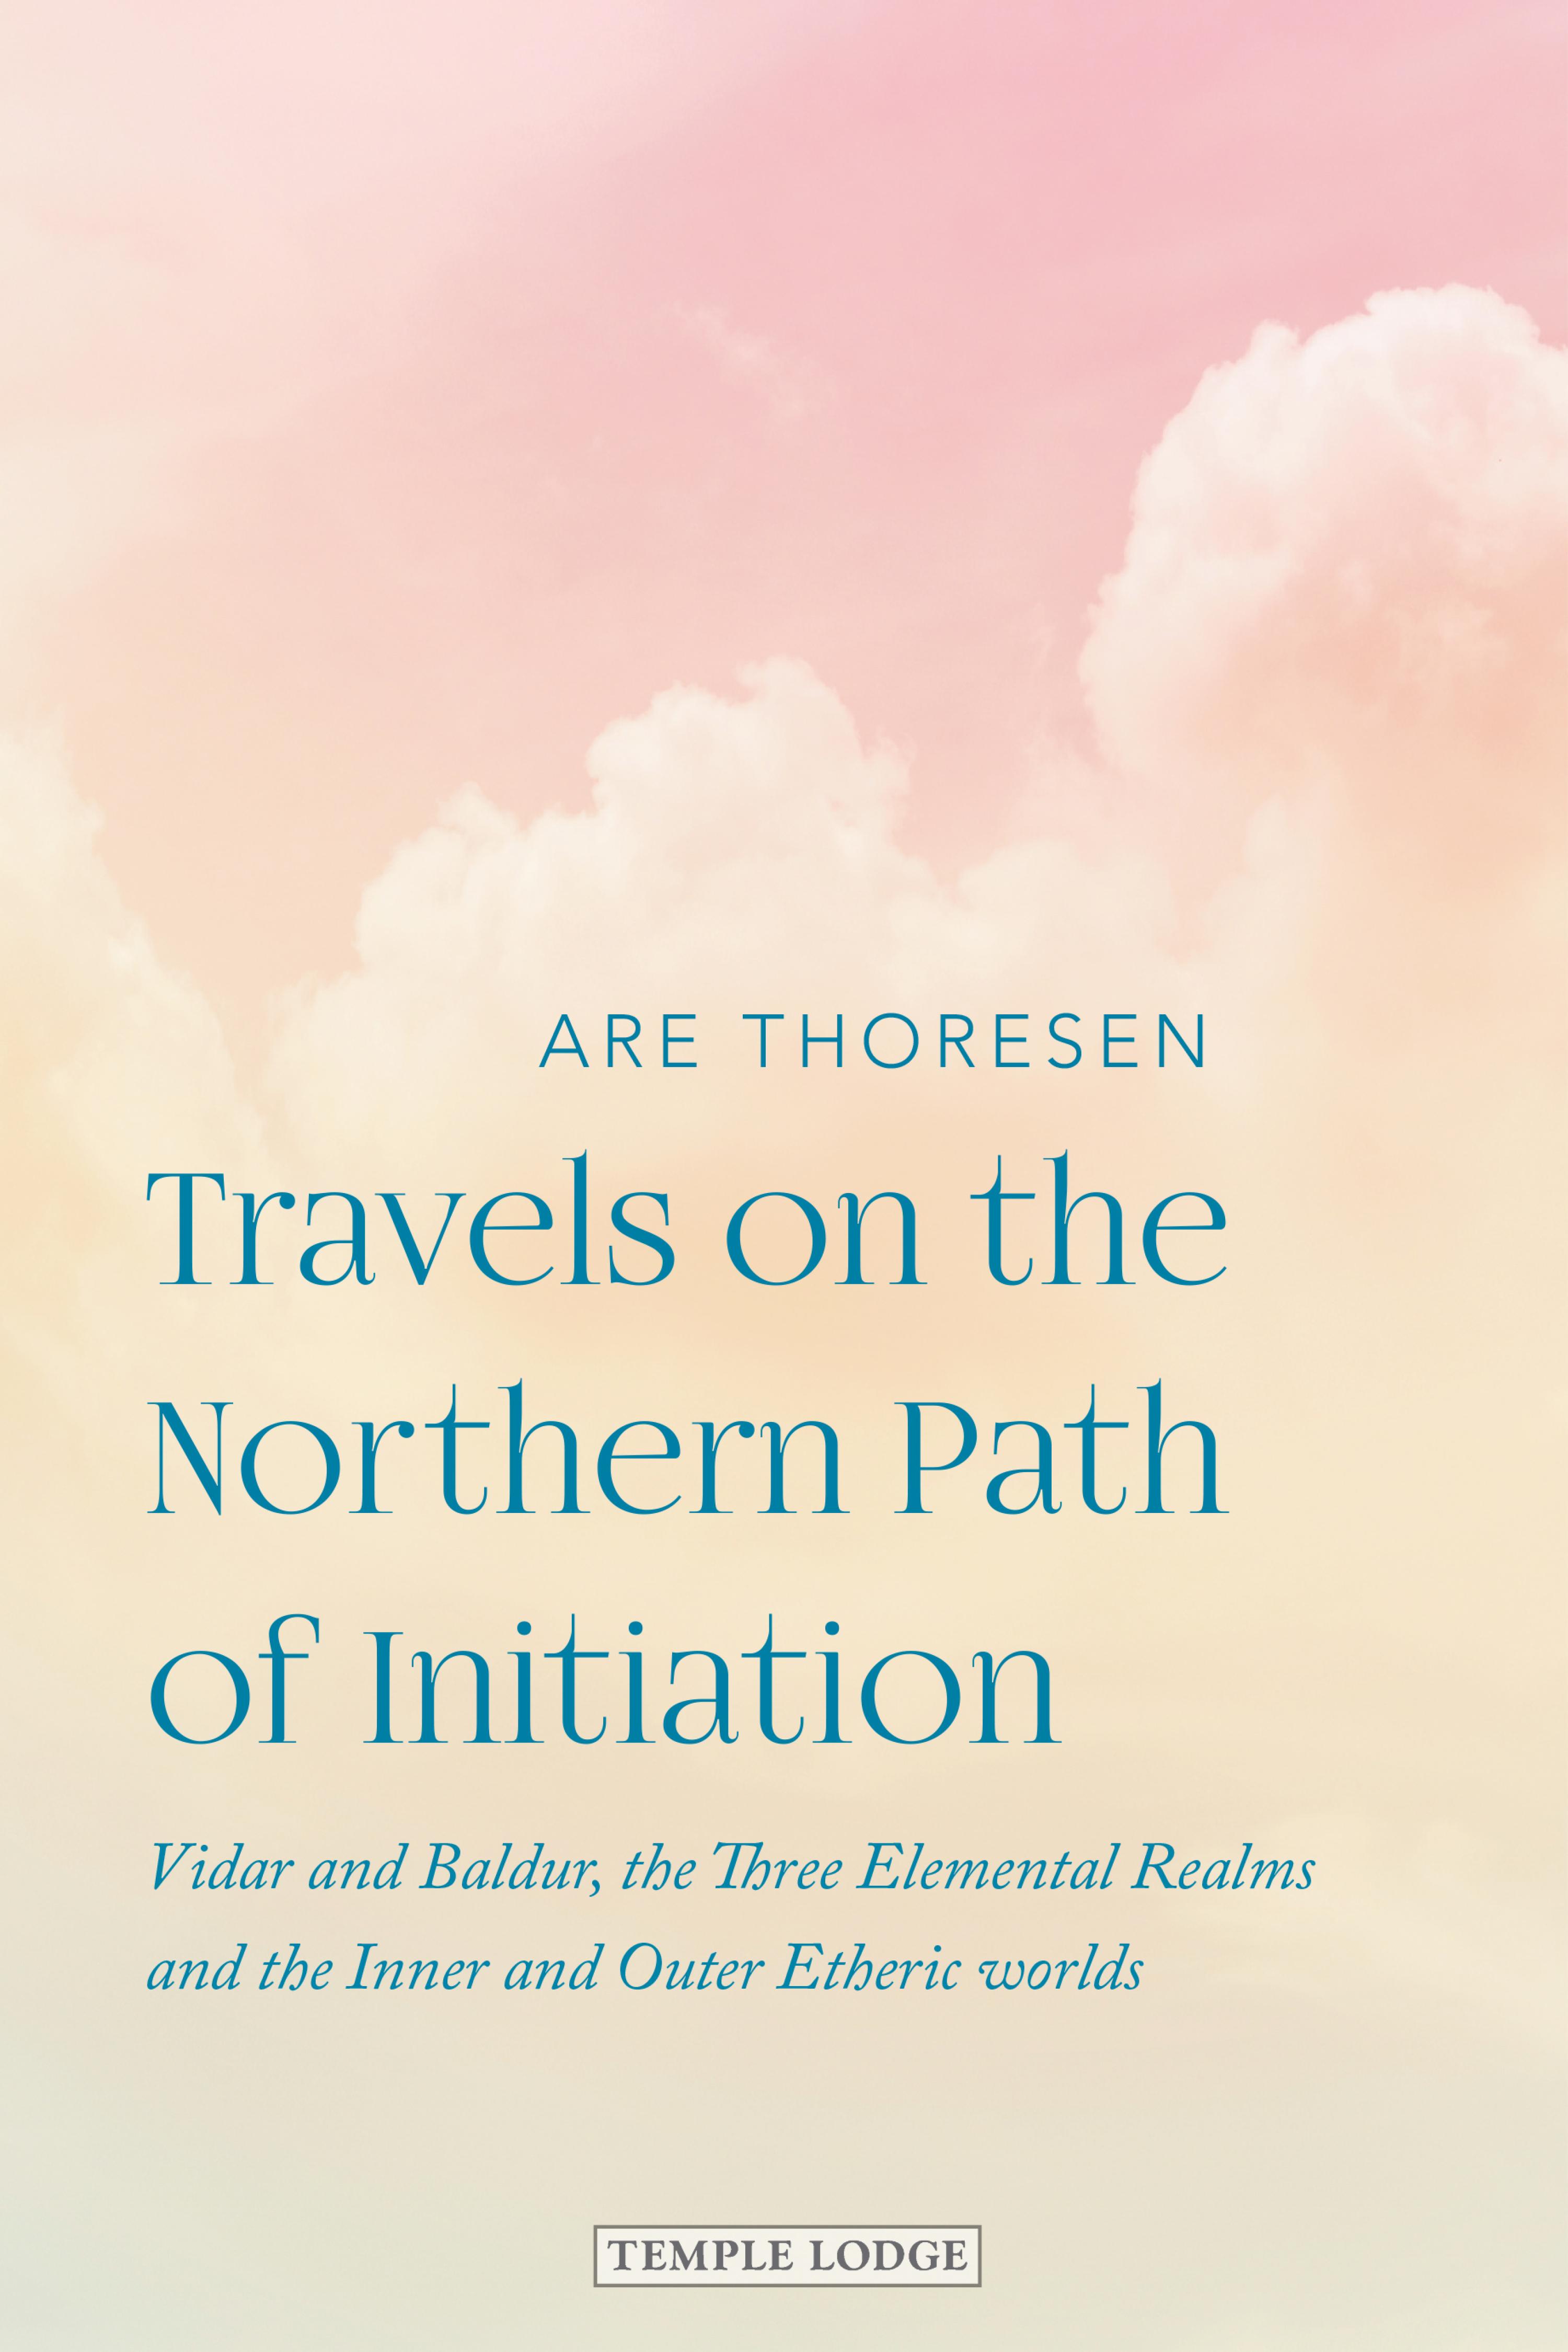 ARE THORESEN
Travels on the
Northern Path
of Initiation
Vidar and Baldur, the Three Elemental Realms
and the Inner and Outer Etheric worlds
TEMPLE LODGE